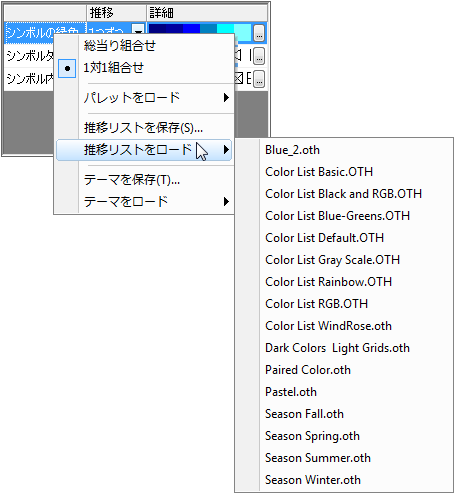 推移 詳細
シンボルの縁色 1つずつ ...
シンボル
...
シンボル内
...
総当り組合せ
1対1組合せ
パレットをロード
推移リストを保存(S)...
推移リストをロード
テーマを保存(T)...
テーマをロード
Blue_2.oth
Color List Basic.OTH
Color List Black and RGB.OTH
Color List Blue-Greens.OTH
Color List Default.OTH
Color List Gray Scale.OTH
Color List Rainbow.OTH
Color List RGB.OTH
Color List WindRose.oth
Dark Colors  Light Grids.oth
Paired Color.oth
Pastel.oth
Season Fall.oth
Season Spring.oth
Season Summer.oth
Season Winter.oth